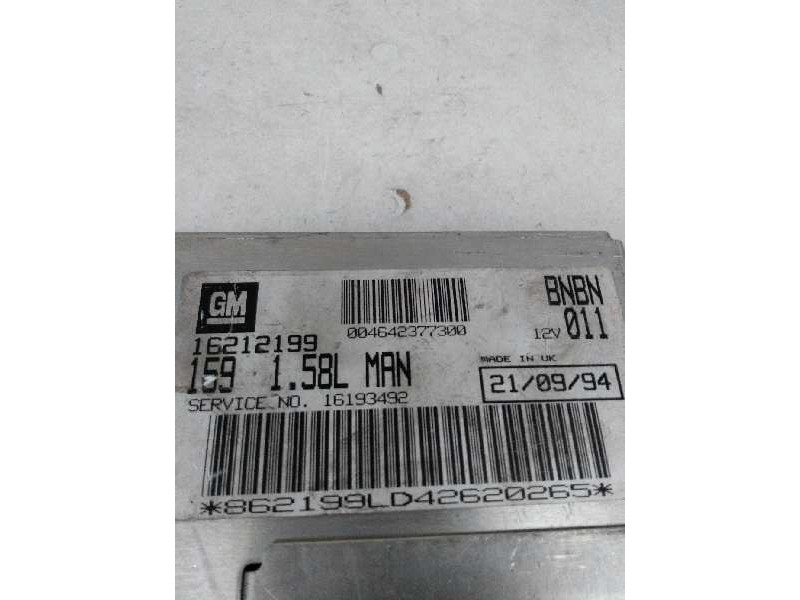 GM
004642377300
BNBN
12V 011
16212199
159 1.58L MAN
MADE IN UK
21/09/94
SERVICE NO. 16193492
*862199LD42620265*